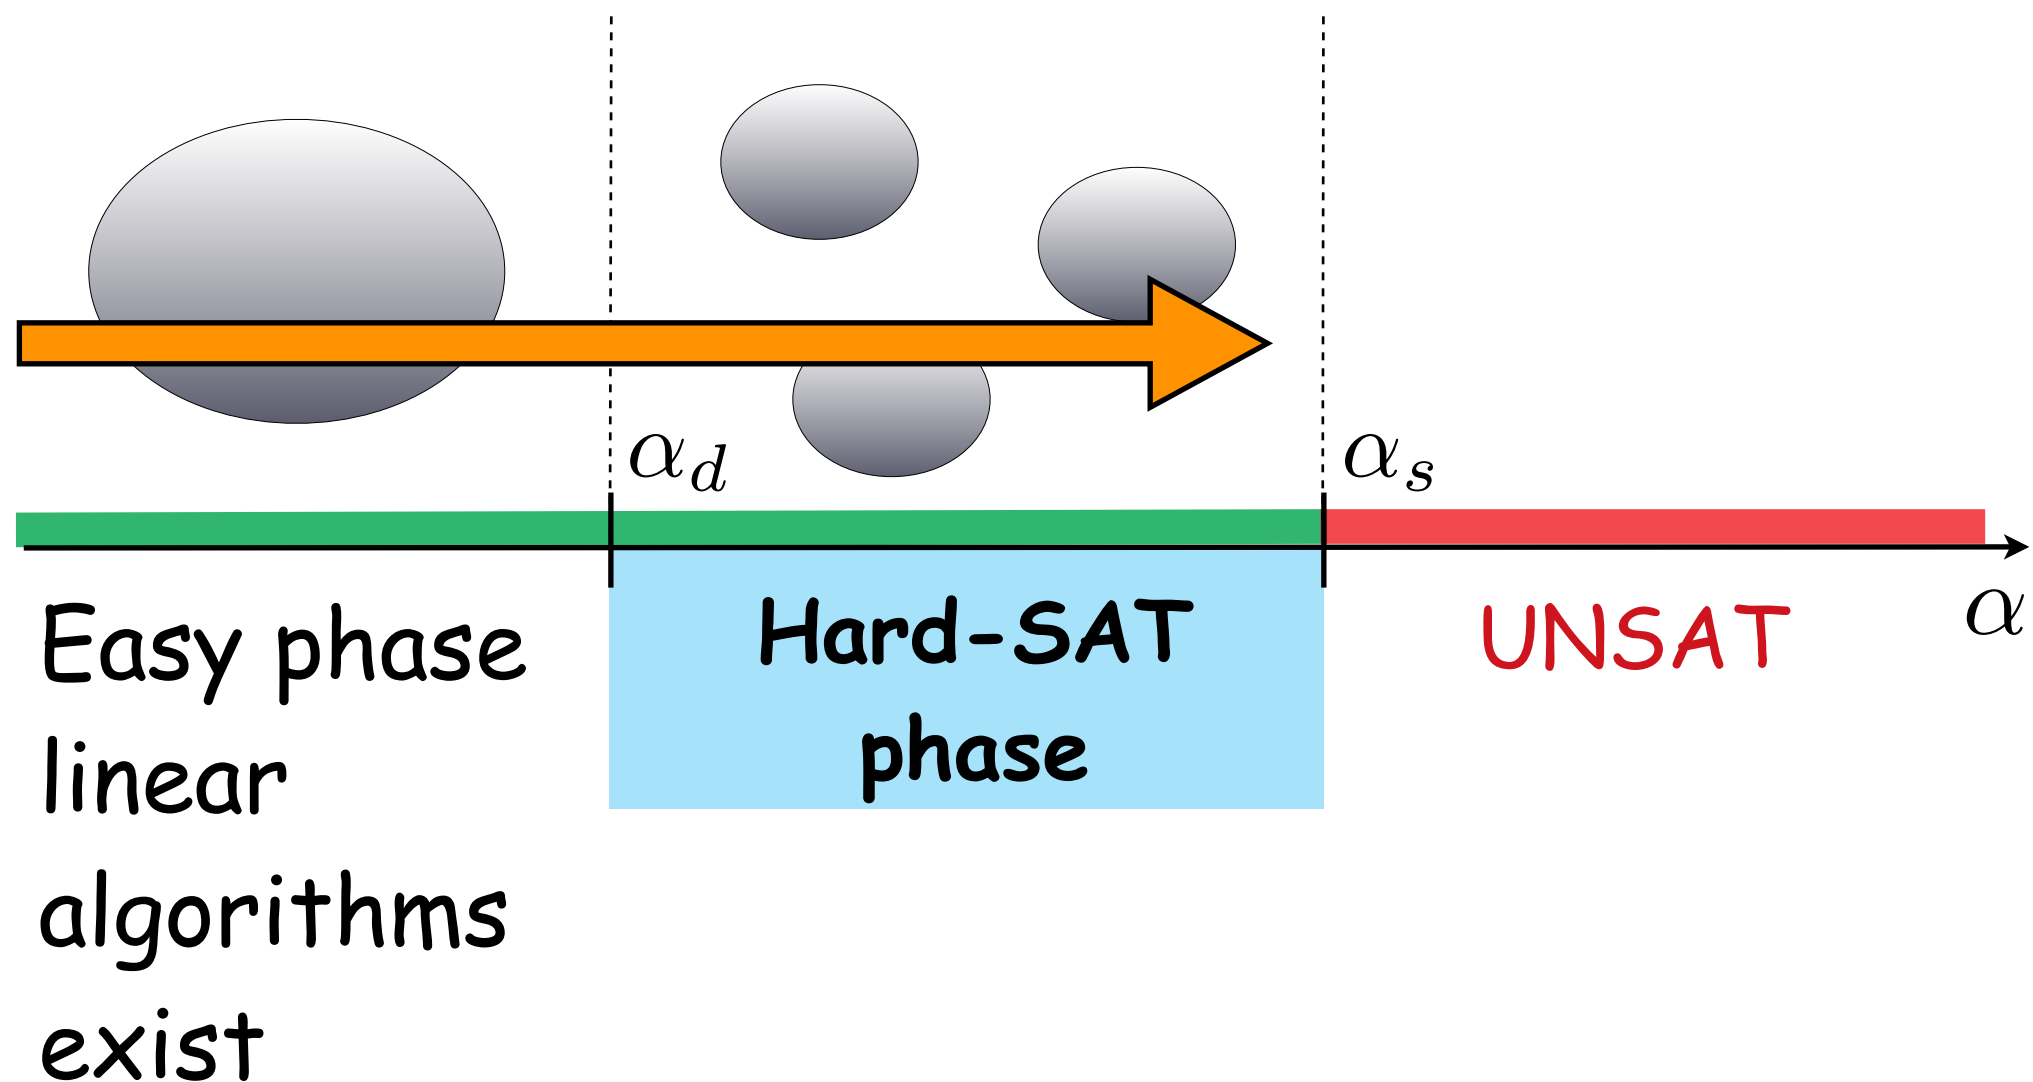 α_d
α_s
α
Easy phase
linear
algorithms
exist
Hard-SAT
phase
UNSAT